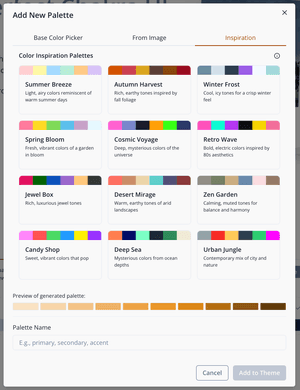 Add New Palette
Base Color Picker
From Image
Inspiration
Color Inspiration Palettes
Summer Breeze
Light, airy colors reminiscent of
warm summer days
Autumn Harvest
Rich, earthy tones inspired by
fall foliage
Winter Frost
Cool, icy tones for a crisp winter
feel
Spring Bloom
Fresh, vibrant colors of a garden
in bloom
Cosmic Voyage
Deep, mysterious colors of the
universe
Retro Wave
Bold, electric colors inspired by
80s aesthetics
Jewel Box
Rich, luxurious jewel tones
Desert Mirage
Warm, earthy tones of arid
landscapes
Zen Garden
Calming, muted tones for
balance and harmony
Candy Shop
Sweet, vibrant colors that pop
Deep Sea
Mysterious colors from ocean
depths
Urban Jungle
Contemporary mix of city and
nature
Preview of generated palette:
Palette Name
E.g., primary, secondary, accent
Cancel
Add to Theme